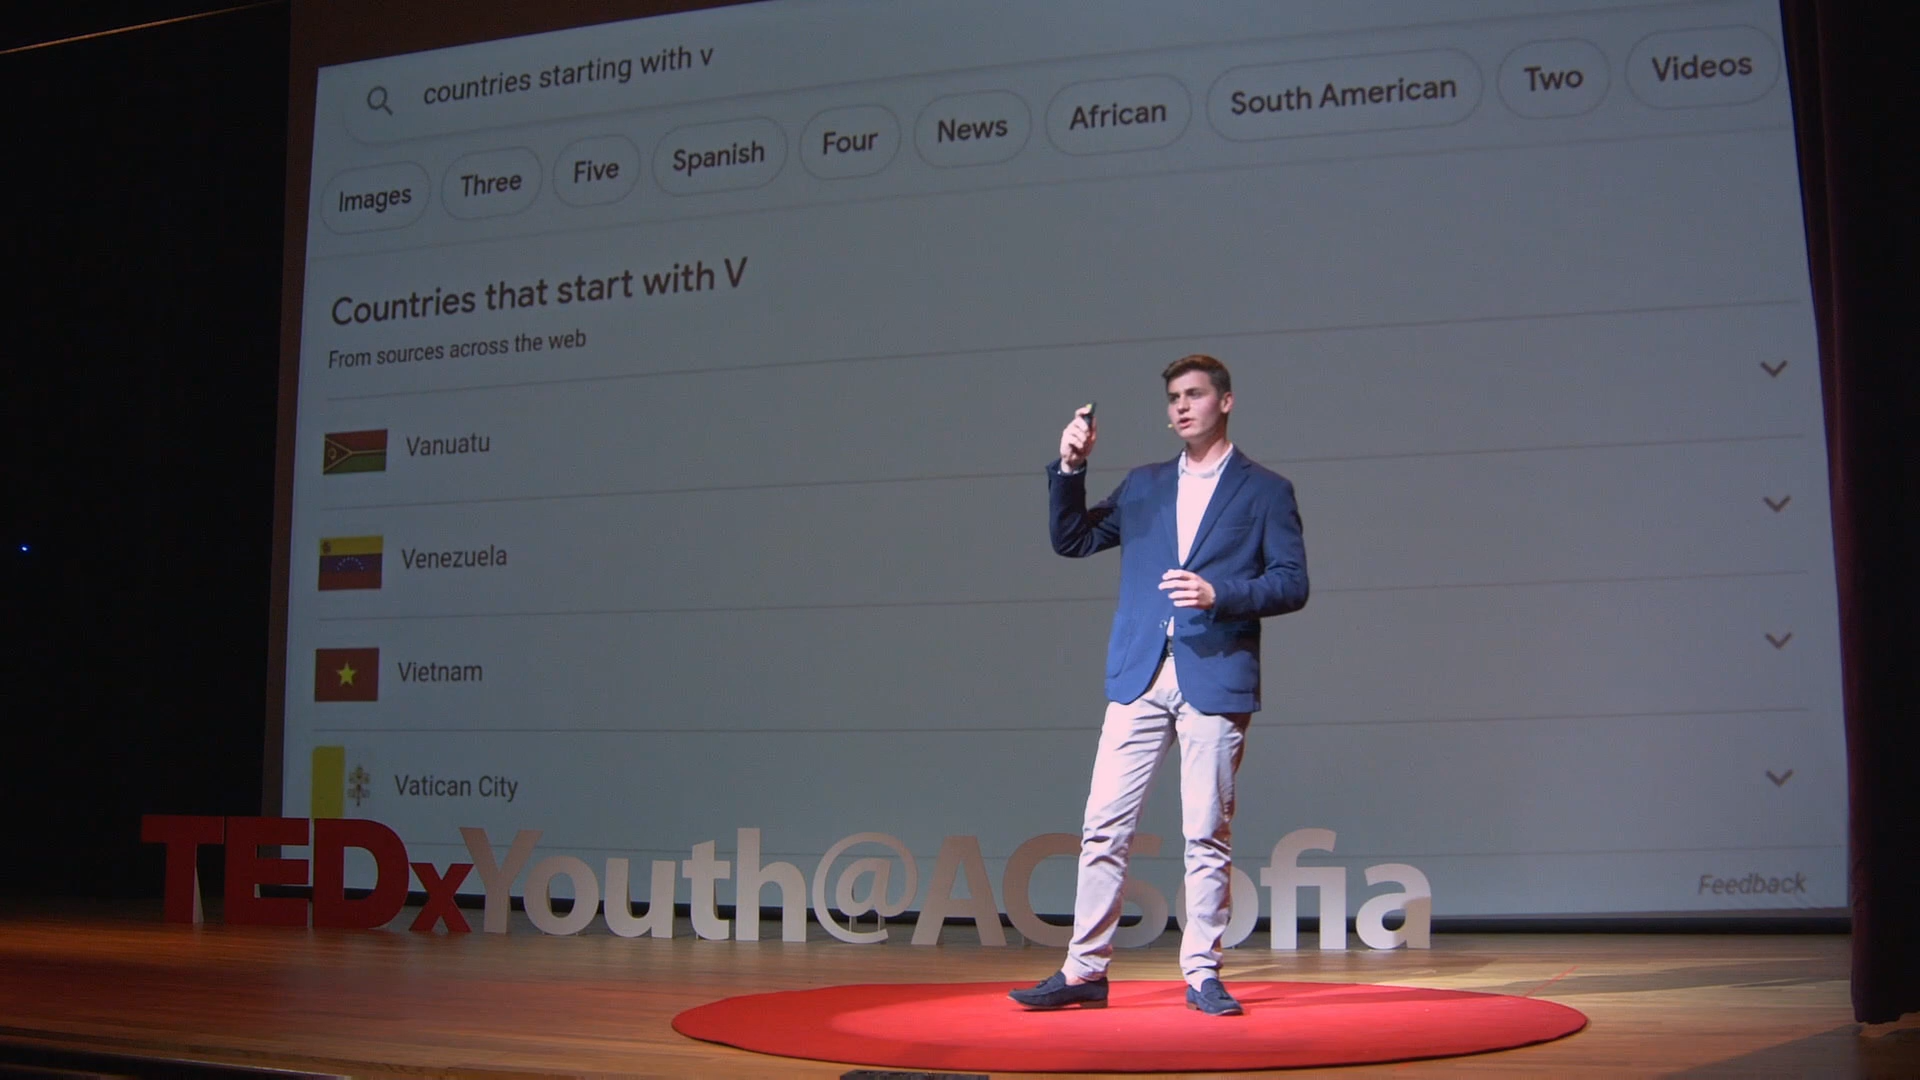 countries starting with v
Images Three Five Spanish Four News African South American Two Videos
Countries that start with V
From sources across the web
Vanuatu
Venezuela
Vietnam
Vatican City
Feedback
TEDxYouth@ACSofia